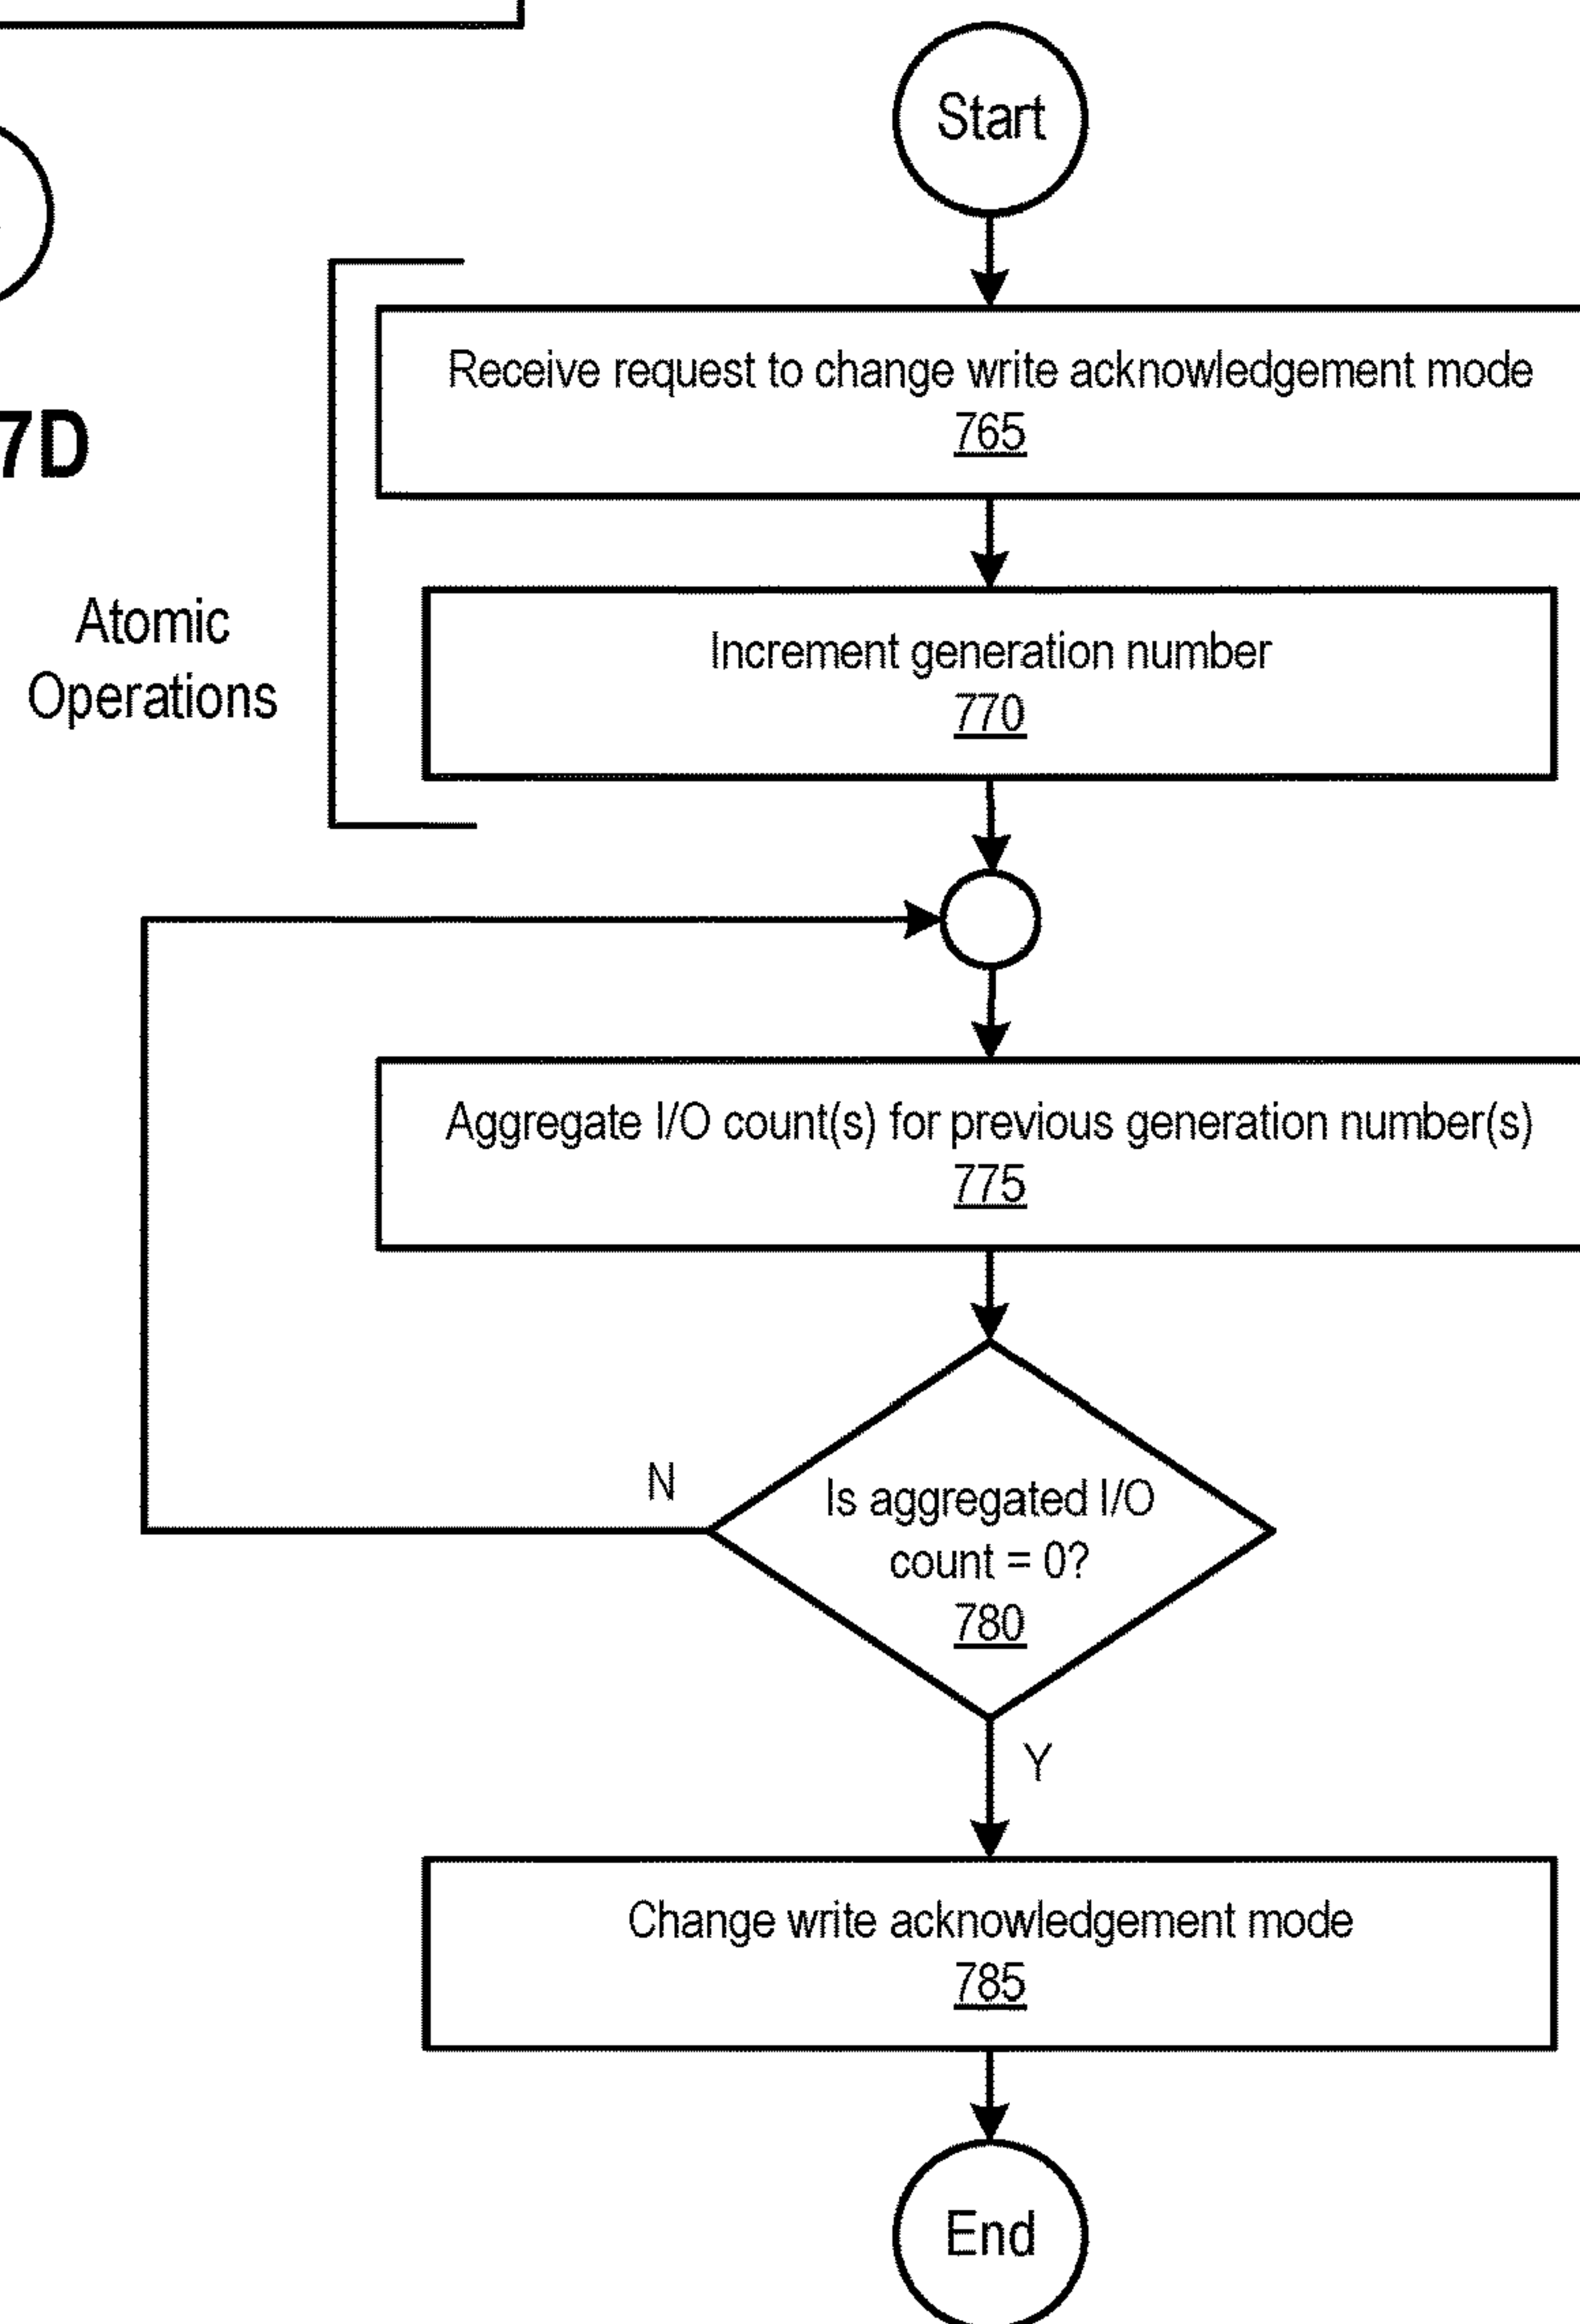 Start
Receive request to change write acknowledgement mode
765
7D
Atomic
Operations
Increment generation number
770
Aggregate I/O count(s) for previous generation number(s)
775
N
Is aggregated I/O
count = 0?
780
Y
Change write acknowledgement mode
785
End